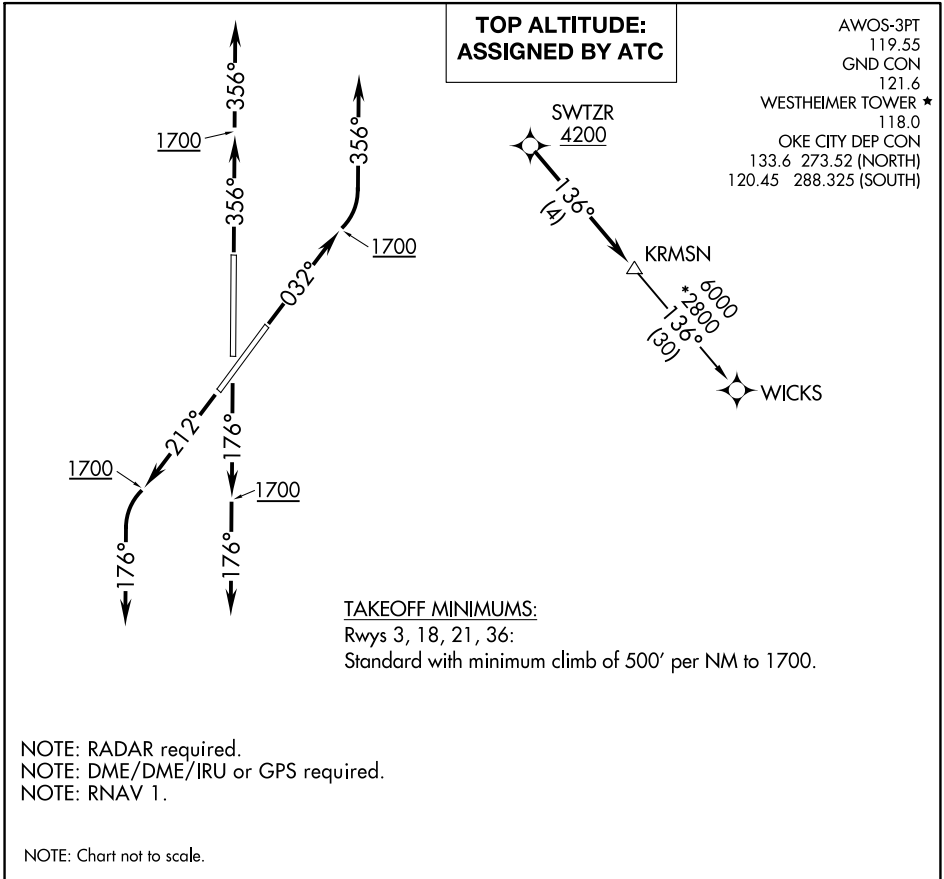 TOP ALTITUDE:
ASSIGNED BY ATC
AWOS-3PT
119.55
GND CON
121.6
WESTHEIMER TOWER ★
118.0
OKE CITY DEP CON
133.6 273.52 (NORTH)
120.45 288.325 (SOUTH)
356°
1700
356°
356°
1700
032°
212°
1700
176°
176°
1700
176°
SWTZR
4200
136°
(4)
KRMSN
6000
*2800
136°
(30)
WICKS
TAKEOFF MINIMUMS:
Rwys 3, 18, 21, 36:
Standard with minimum climb of 500' per NM to 1700.
NOTE: RADAR required.
NOTE: DME/DME/IRU or GPS required.
NOTE: RNAV 1.
NOTE: Chart not to scale.